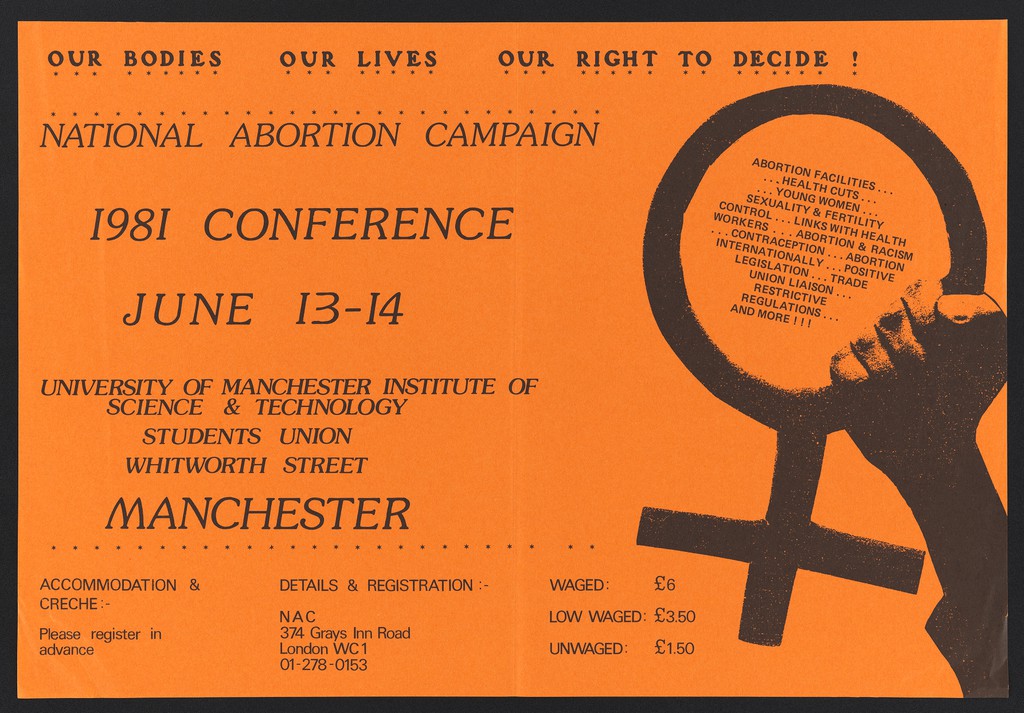 OUR BODIES OUR LIVES OUR RIGHT TO DECIDE !
NATIONAL ABORTION CAMPAIGN
1981 CONFERENCE
JUNE 13-14
UNIVERSITY OF MANCHESTER INSTITUTE OF
SCIENCE & TECHNOLOGY
STUDENTS UNION
WHITWORTH STREET
MANCHESTER
ABORTION FACILITIES...
...HEALTH CUTS...
...YOUNG WOMEN...
SEXUALITY & FERTILITY
CONTROL...LINKS WITH HEALTH
WORKERS...ABORTION & RACISM
...CONTRACEPTION...ABORTION
INTERNATIONALLY...POSITIVE
LEGISLATION...TRADE
UNION LIAISON...
RESTRICTIVE
REGULATIONS...
AND MORE!!!
ACCOMMODATION &
CRECHE:-
Please register in
advance
DETAILS & REGISTRATION:-
NAC
374 Grays Inn Road
London WC1
01-278-0153
WAGED: £6
LOW WAGED: £3.50
UNWAGED: £1.50